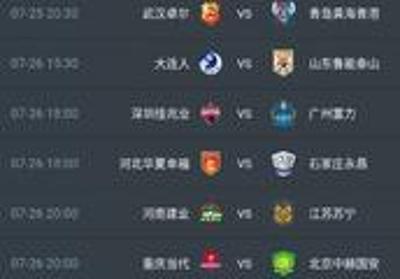 07-25 20:30 武汉卓尔 VS 青岛黄海青港
07-26 15:30 大连人 VS 山东鲁能泰山
07-26 18:00 深圳佳兆业 VS 广州富力
07-26 18:00 河北华夏幸福 VS 石家庄永昌
07-26 20:00 河南建业 VS 江苏苏宁
07-26 20:00 重庆当代 VS 北京中赫国安